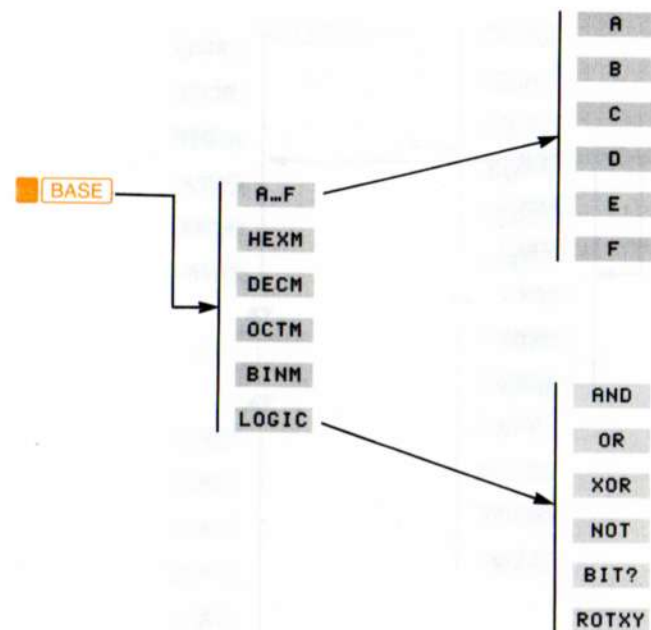 BASE
A…F
HEXM
DECM
OCTM
BINM
LOGIC
A
B
C
D
E
F
AND
OR
XOR
NOT
BIT?
ROTXY